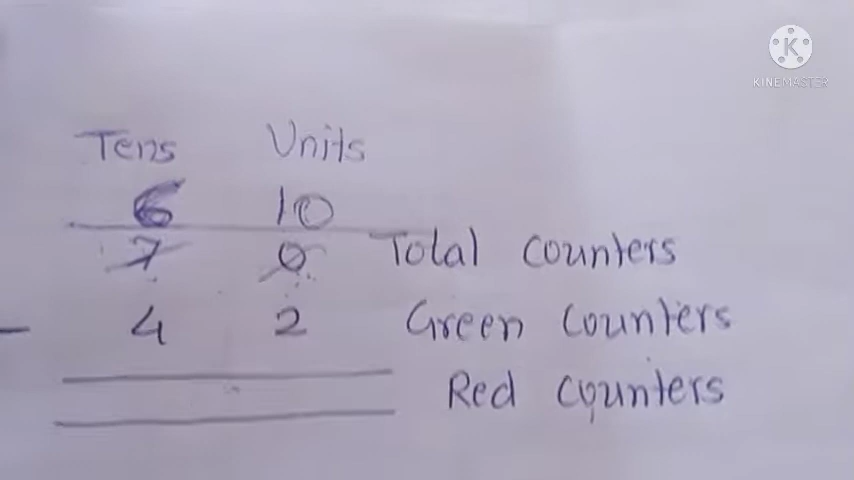 K
KINEMASTER
Tens Units
6 10
7 0 Total counters
- 4 2 Green counters
Red counters